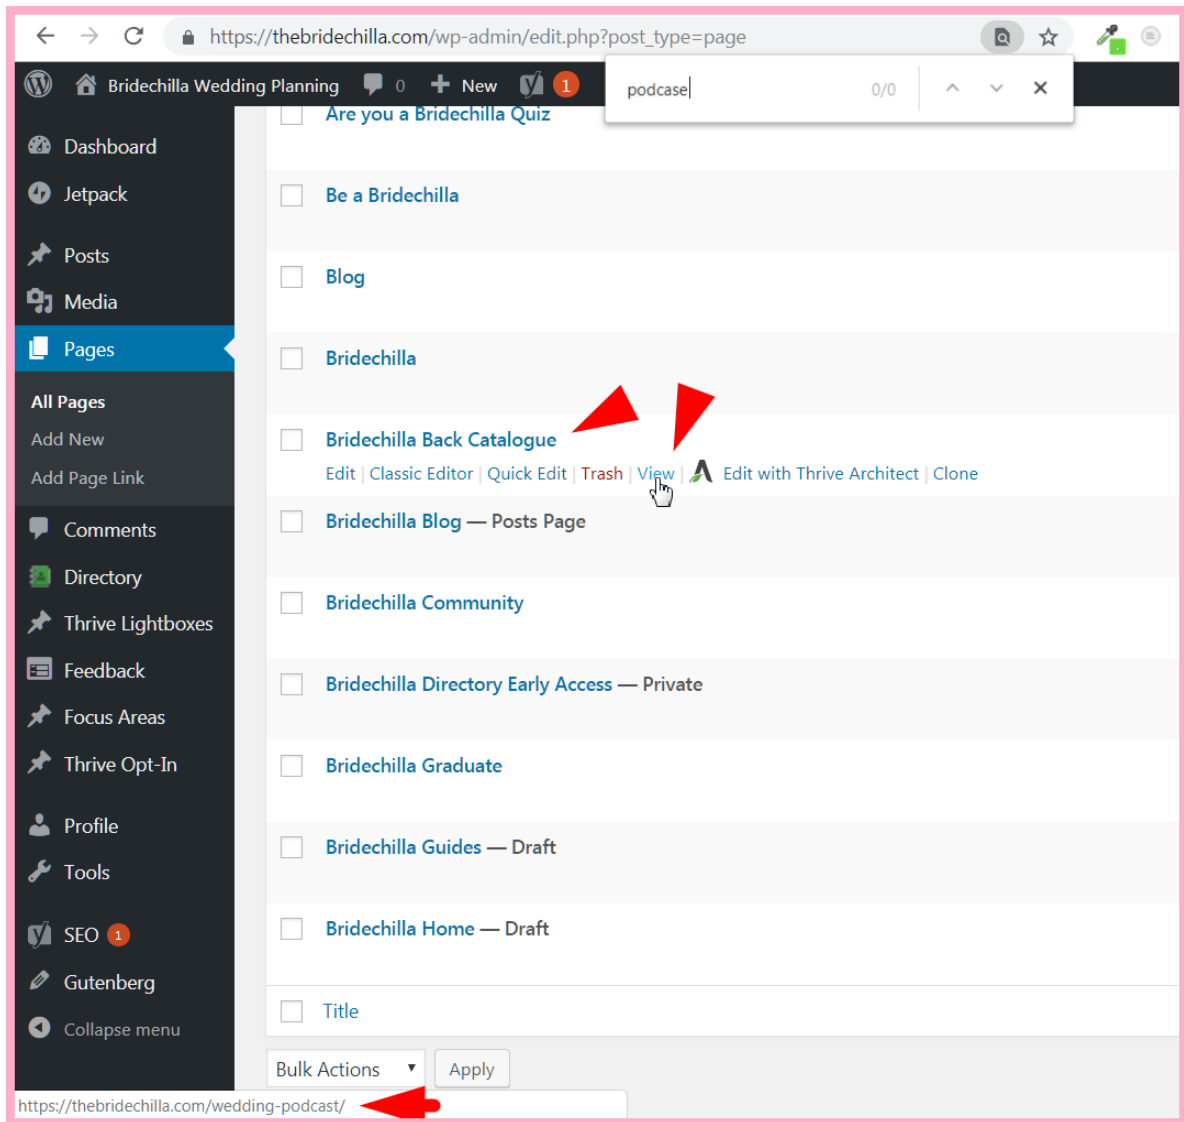 https://thebridechilla.com/wp-admin/edit.php?post_type=page
Bridechilla Wedding Planning 0 New 1
podcase 0/0
Are you a Bridechilla Quiz
Dashboard
Jetpack
Be a Bridechilla
Posts
Blog
Media
Pages
Bridechilla
All Pages
Add New
Add Page Link
Bridechilla Back Catalogue
Edit | Classic Editor | Quick Edit | Trash | View | Edit with Thrive Architect | Clone
Bridechilla Blog — Posts Page
Comments
Directory
Bridechilla Community
Thrive Lightboxes
Feedback
Bridechilla Directory Early Access — Private
Focus Areas
Thrive Opt-In
Bridechilla Graduate
Profile
Bridechilla Guides — Draft
Tools
SEO 1
Bridechilla Home — Draft
Gutenberg
Title
Collapse menu
Bulk Actions Apply
https://thebridechilla.com/wedding-podcast/